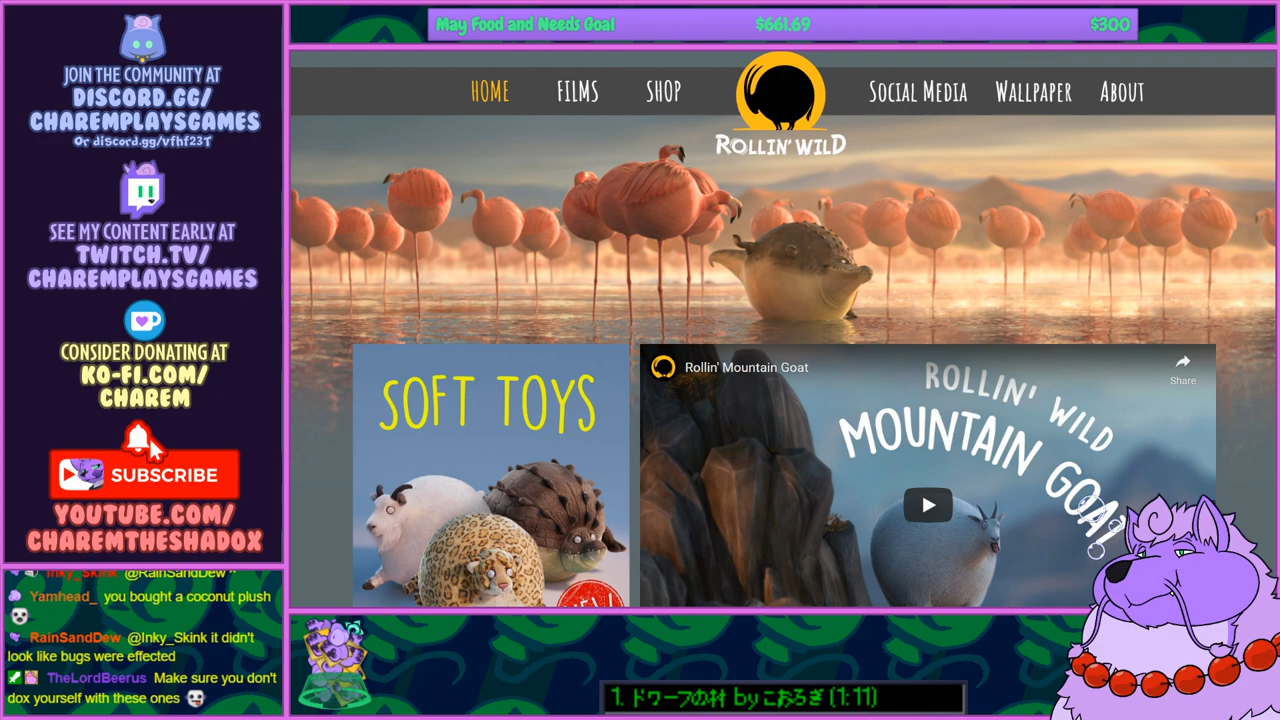 May Food and Needs Goal $661.69 $300
JOIN THE COMMUNITY AT
DISCORD.GG/
CHAREMPLAYSGAMES
Or discord.gg/vfhf23T
SEE MY CONTENT EARLY AT
TWITCH.TV/
CHAREMPLAYSGAMES
CONSIDER DONATING AT
KO-FI.COM/
CHAREM
SUBSCRIBE
YOUTUBE.COM/
CHAREMTHESHADOX
Inky_Skink @RainSandDew ^
Yamhead_ you bought a coconut plush
RainSandDew @Inky_Skink it didn't
look like bugs were effected
TheLordBeerus Make sure you don't
dox yourself with these ones
HOME FILMS SHOP
ROLLIN' WILD
SOCIAL MEDIA WALLPAPER ABOUT
SOFT TOYS
Rollin' Mountain Goat
Share
ROLLIN' WILD
MOUNTAIN GOAT
1. ドワーフの村 by こおろぎ (1:11)